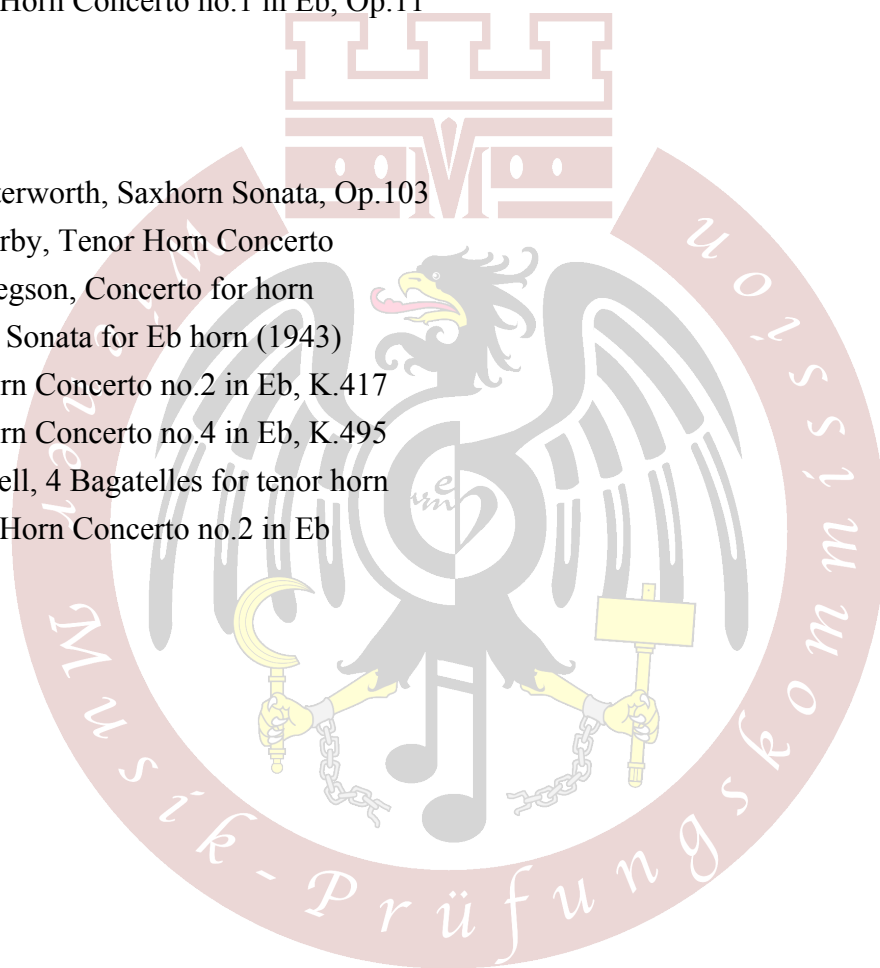 Horn Concerto no.1 in Eb, Op.11
terworth, Saxhorn Sonata, Op.103
rby, Tenor Horn Concerto
egson, Concerto for horn
Sonata for Eb horn (1943)
rn Concerto no.2 in Eb, K.417
rn Concerto no.4 in Eb, K.495
ell, 4 Bagatelles for tenor horn
Horn Concerto no.2 in Eb
Wiener Musik-Prüfungskommission